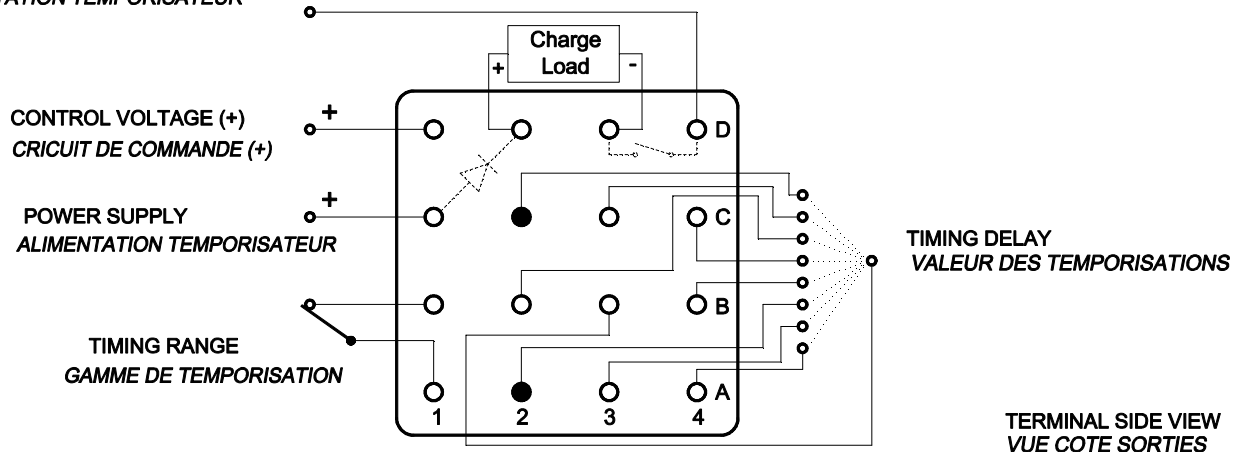 TEMPORISATEUR
Charge
Load
+ -
CONTROL VOLTAGE (+)
+
D
CRICUIT DE COMMANDE (+)
POWER SUPPLY
+
C
ALIMENTATION TEMPORISATEUR
TIMING DELAY
VALEUR DES TEMPORISATIONS
B
TIMING RANGE
GAMME DE TEMPORISATION
A
1 2 3 4
TERMINAL SIDE VIEW
VUE COTE SORTIES